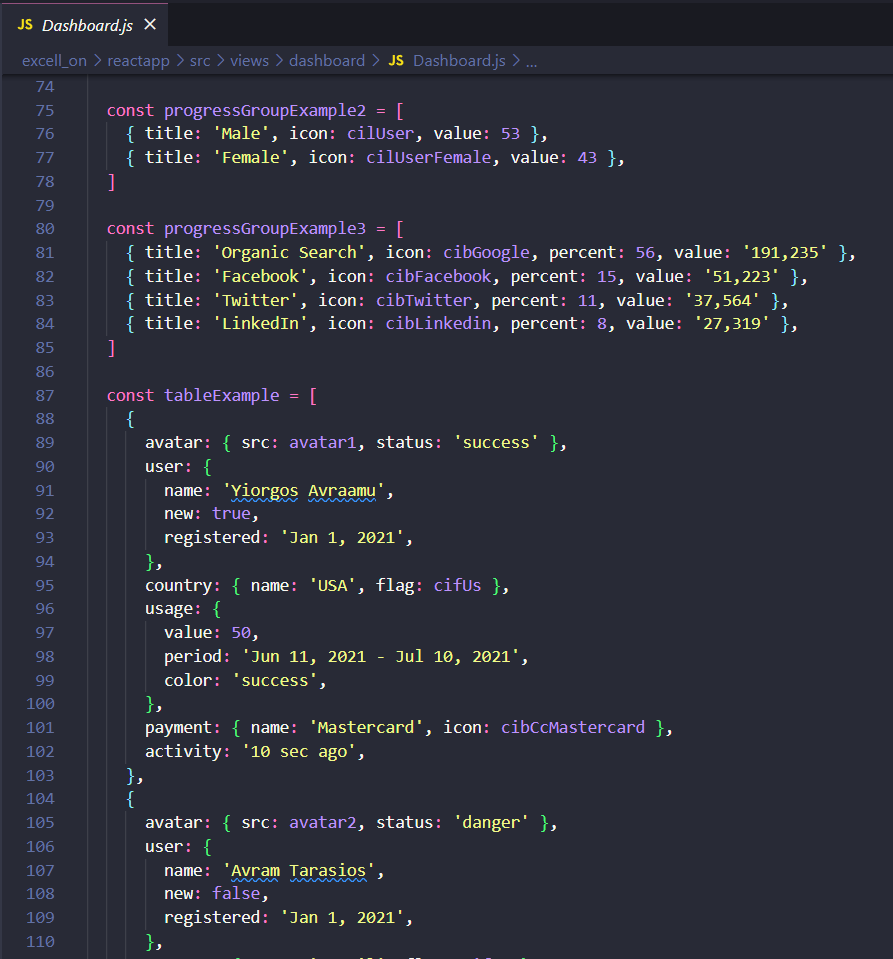 JS Dashboard.js ×
excell_on > reactapp > src > views > dashboard > JS Dashboard.js > ...
74
75 const progressGroupExample2 = [
76 { title: 'Male', icon: cilUser, value: 53 },
77 { title: 'Female', icon: cilUserFemale, value: 43 },
78 ]
79
80 const progressGroupExample3 = [
81 { title: 'Organic Search', icon: cibGoogle, percent: 56, value: '191,235' },
82 { title: 'Facebook', icon: cibFacebook, percent: 15, value: '51,223' },
83 { title: 'Twitter', icon: cibTwitter, percent: 11, value: '37,564' },
84 { title: 'LinkedIn', icon: cibLinkedin, percent: 8, value: '27,319' },
85 ]
86
87 const tableExample = [
88 {
89 avatar: { src: avatar1, status: 'success' },
90 user: {
91 name: 'Yiorgos Avraamu',
92 new: true,
93 registered: 'Jan 1, 2021',
94 },
95 country: { name: 'USA', flag: cifUs },
96 usage: {
97 value: 50,
98 period: 'Jun 11, 2021 - Jul 10, 2021',
99 color: 'success',
100 },
101 payment: { name: 'Mastercard', icon: cibCcMastercard },
102 activity: '10 sec ago',
103 },
104 {
105 avatar: { src: avatar2, status: 'danger' },
106 user: {
107 name: 'Avram Tarasios',
108 new: false,
109 registered: 'Jan 1, 2021',
110 },